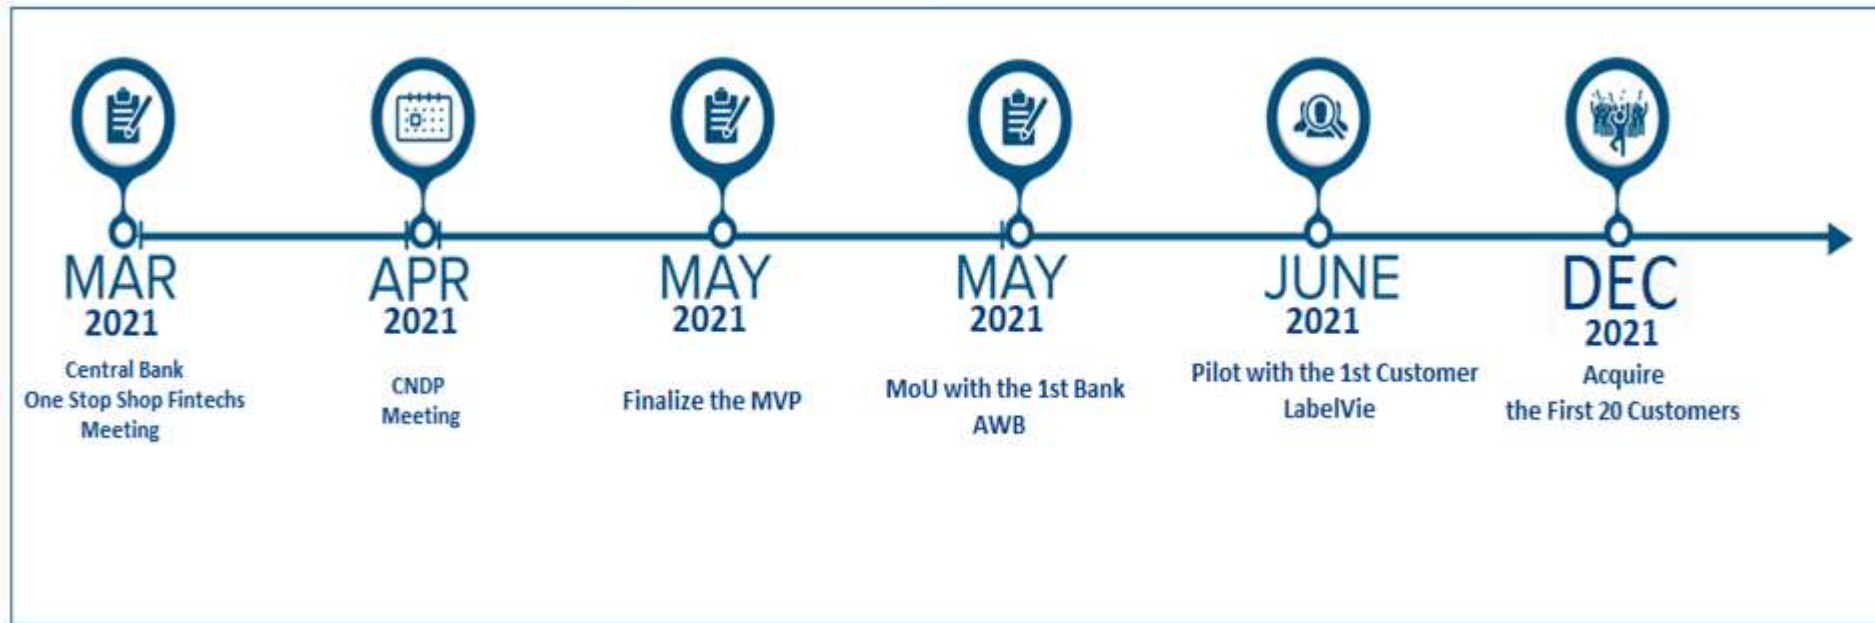 MAR
2021
Central Bank
One Stop Shop Fintechs
Meeting
APR
2021
CNDP
Meeting
MAY
2021
Finalize the MVP
MAY
2021
MoU with the 1st Bank
AWB
JUNE
2021
Pilot with the 1st Customer
LabelVie
DEC
2021
Acquire
the First 20 Customers